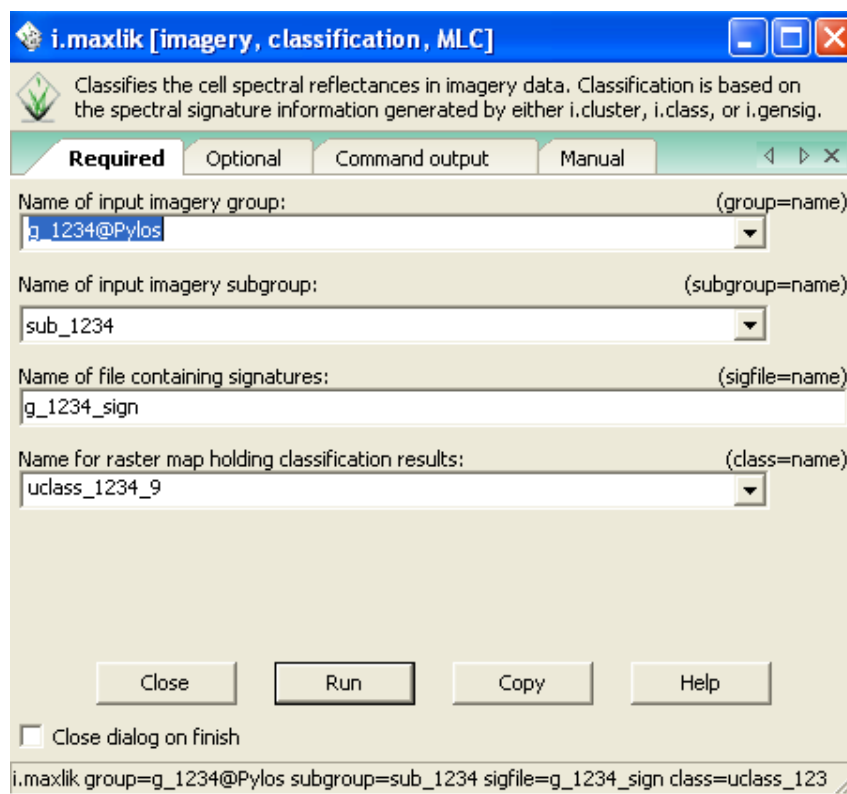 i.maxlik [imagery, classification, MLC]
Classifies the cell spectral reflectances in imagery data. Classification is based on
the spectral signature information generated by either i.cluster, i.class, or i.gensig.
Required Optional Command output Manual
Name of input imagery group: (group=name)
g_1234@Pylos
Name of input imagery subgroup: (subgroup=name)
sub_1234
Name of file containing signatures: (sigfile=name)
g_1234_sign
Name for raster map holding classification results: (class=name)
uclass_1234_9
Close Run Copy Help
Close dialog on finish
i.maxlik group=g_1234@Pylos subgroup=sub_1234 sigfile=g_1234_sign class=uclass_123